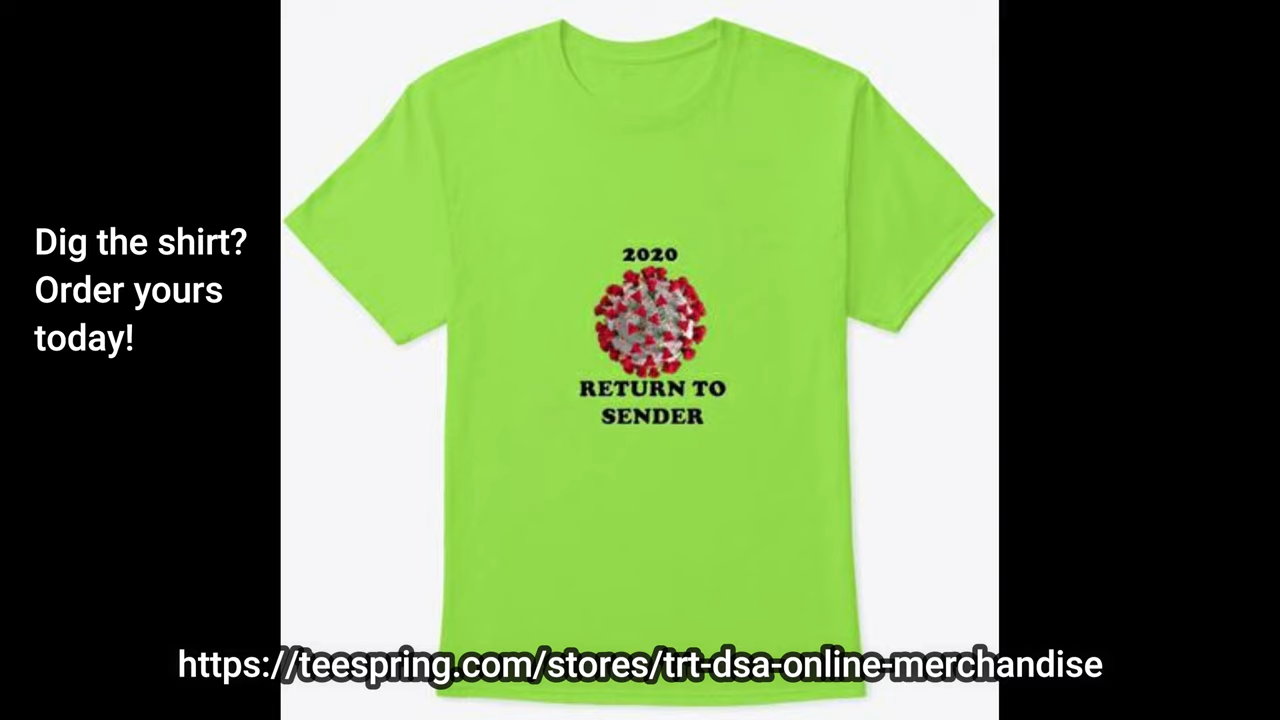 Dig the shirt?
Order yours
today!
2020
RETURN TO
SENDER
https://teespring.com/stores/trt-dsa-online-merchandise